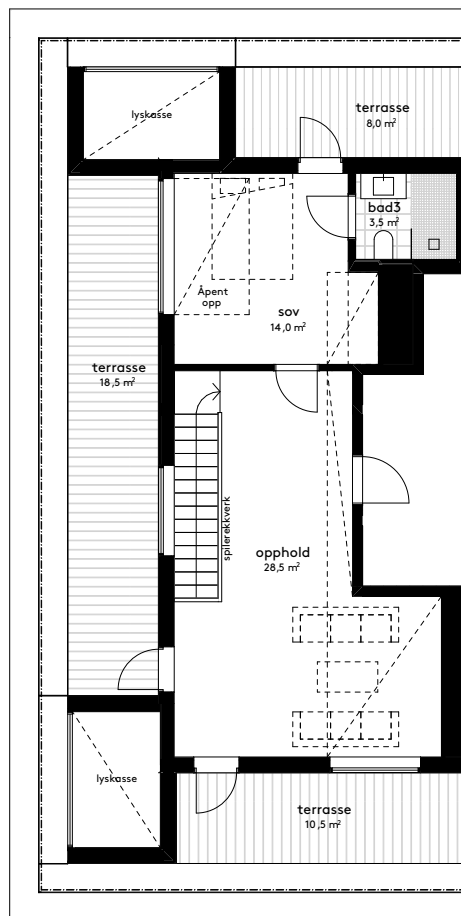 terrasse
8,0 m²
lyskasse
bad3
3,5 m²
Åpent
opp
sov
14,0 m²
terrasse
18,5 m²
spilerekkverk
opphold
28,5 m²
lyskasse
terrasse
10,5 m²